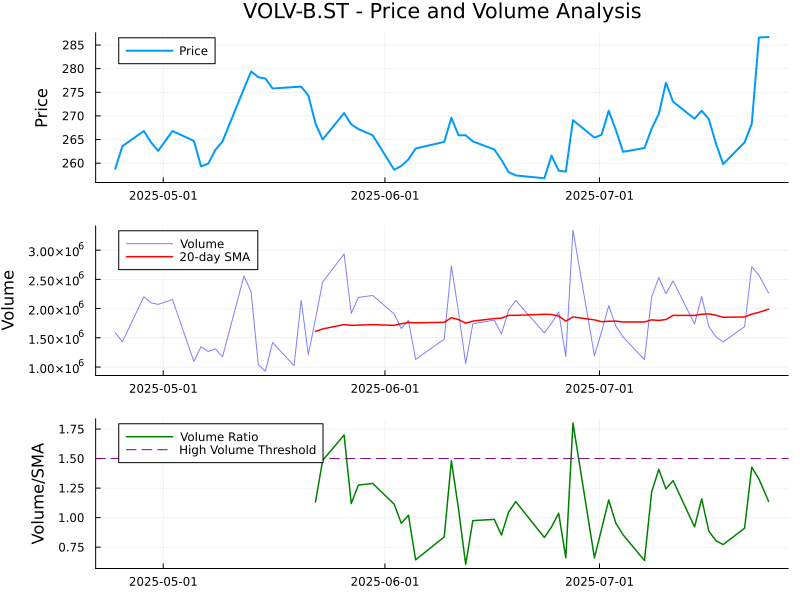 VOLV-B.ST - Price and Volume Analysis
285
280
275
270
265
260
Price
Price
2025-05-01 2025-06-01 2025-07-01
3.00×10⁶
2.50×10⁶
2.00×10⁶
1.50×10⁶
1.00×10⁶
Volume
Volume
20-day SMA
2025-05-01 2025-06-01 2025-07-01
1.75
1.50
1.25
1.00
0.75
Volume/SMA
Volume Ratio
High Volume Threshold
2025-05-01 2025-06-01 2025-07-01